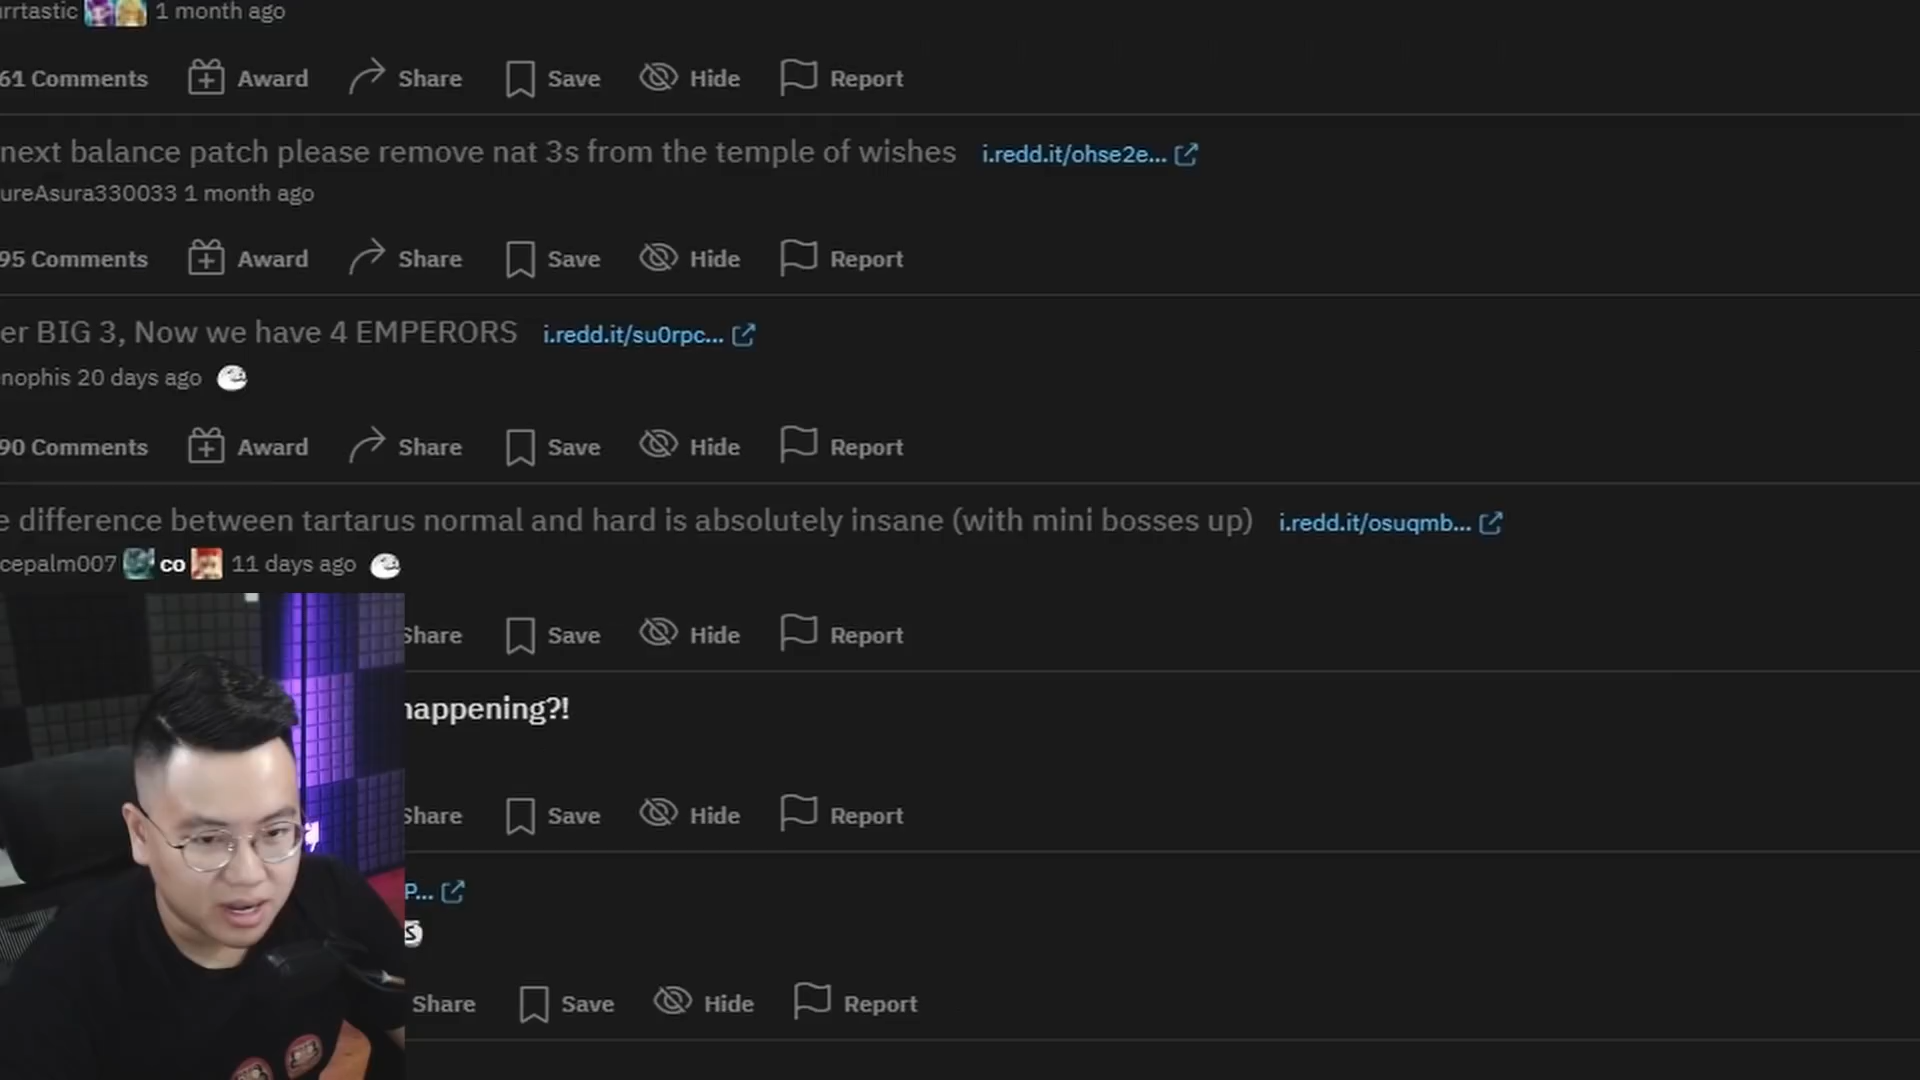 rrtastic 1 month ago
61 Comments Award Share Save Hide Report
next balance patch please remove nat 3s from the temple of wishes i.redd.it/ohse2e...
ureAsura330033 1 month ago
95 Comments Award Share Save Hide Report
er BIG 3, Now we have 4 EMPERORS i.redd.it/su0rpc...
nophis 20 days ago
90 Comments Award Share Save Hide Report
e difference between tartarus normal and hard is absolutely insane (with mini bosses up) i.redd.it/osuqmb...
cepalm007 co 11 days ago
Share Save Hide Report
happening?!
Share Save Hide Report
P...
S
Share Save Hide Report